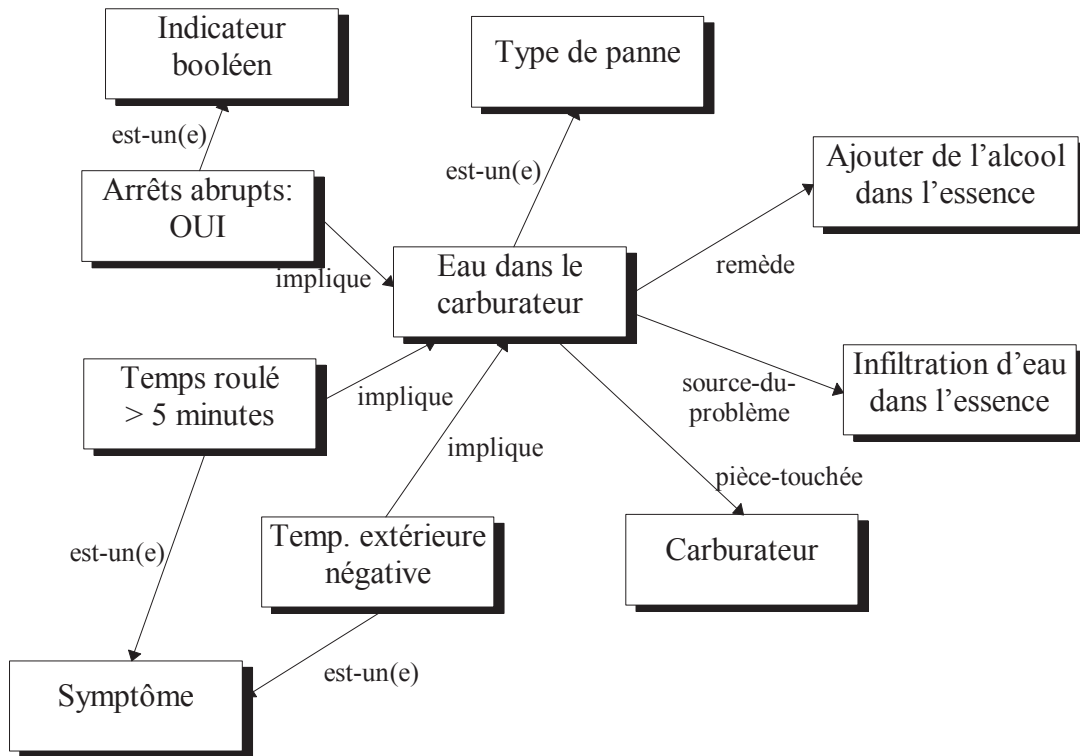 Indicateur
booléen
Type de panne
est-un(e)
est-un(e)
Ajouter de l’alcool
dans l’essence
Arrêts abrupts:
OUI
implique
Eau dans le
carburateur
remède
Temps roulé
> 5 minutes
implique
source-du-
problème
Infiltration d’eau
dans l’essence
implique
pièce-touchée
est-un(e)
Temp. extérieure
négative
Carburateur
est-un(e)
Symptôme